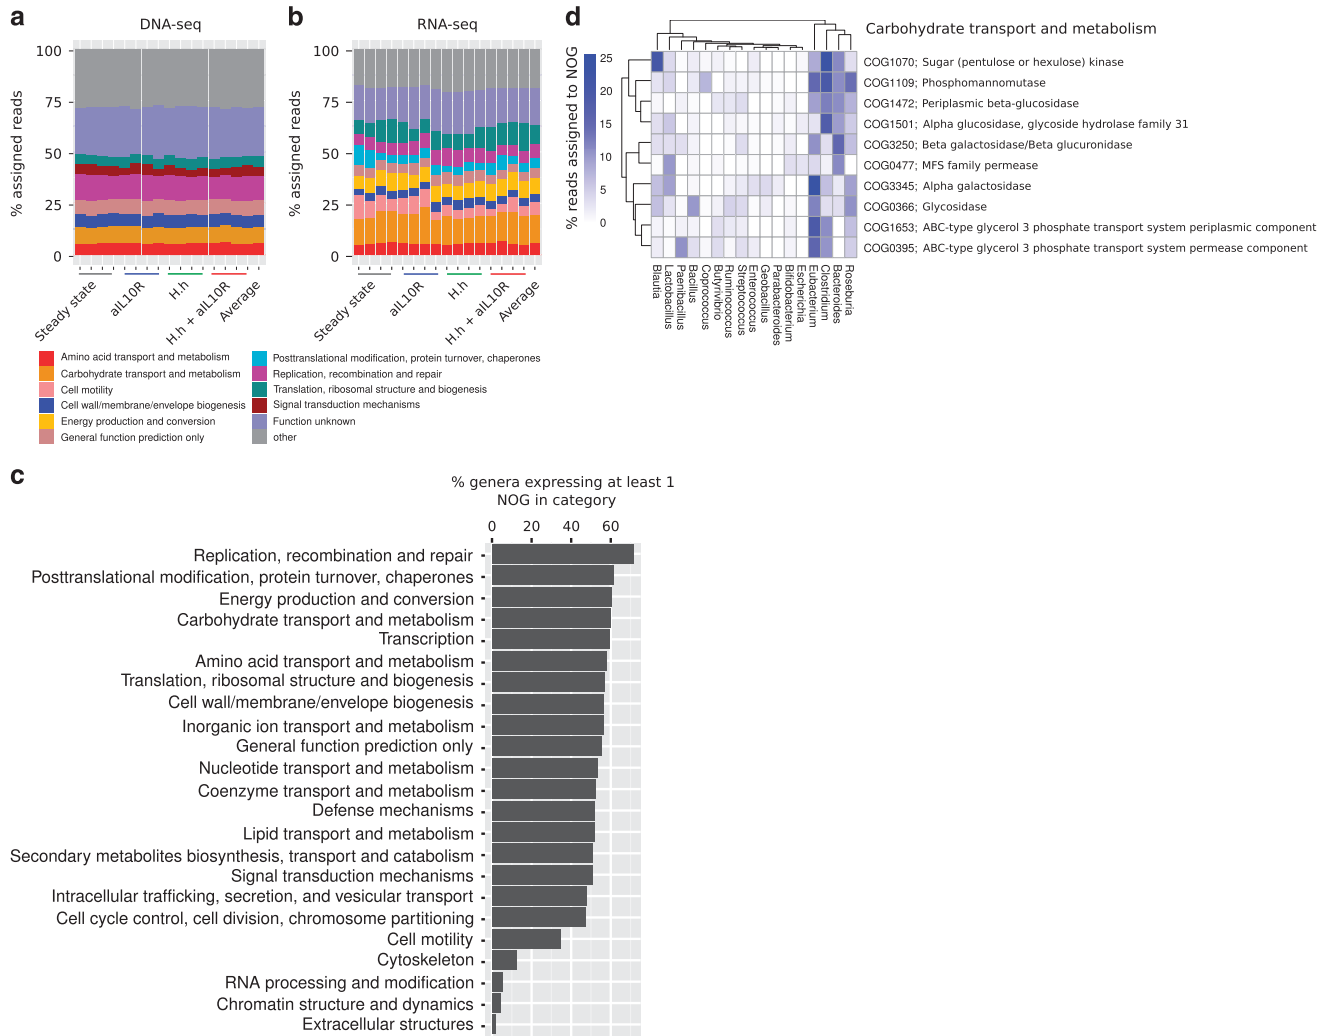 a
DNA-seq
% assigned reads
100
75
50
25
0
Steady state
aIL10R
H.h
H.h + aIL10R
Average
b
RNA-seq
% assigned reads
100
75
50
25
0
Steady state
aIL10R
H.h
H.h + aIL10R
Average
Amino acid transport and metabolism
Carbohydrate transport and metabolism
Cell motility
Cell wall/membrane/envelope biogenesis
Energy production and conversion
General function prediction only
Posttranslational modification, protein turnover, chaperones
Replication, recombination and repair
Translation, ribosomal structure and biogenesis
Signal transduction mechanisms
Function unknown
other
d
Carbohydrate transport and metabolism
% reads assigned to NOG
25
20
15
10
5
0
COG1070; Sugar (pentulose or hexulose) kinase
COG1109; Phosphomannomutase
COG1472; Periplasmic beta-glucosidase
COG1501; Alpha glucosidase, glycoside hydrolase family 31
COG3250; Beta galactosidase/Beta glucuronidase
COG0477; MFS family permease
COG3345; Alpha galactosidase
COG0366; Glycosidase
COG1653; ABC-type glycerol 3 phosphate transport system periplasmic component
COG0395; ABC-type glycerol 3 phosphate transport system permease component
Blautia
Lactobacillus
Paenibacillus
Bacillus
Coprococcus
Butyrivibrio
Ruminococcus
Streptococcus
Enterococcus
Geobacillus
Parabacteroides
Bifidobacterium
Escherichia
Eubacterium
Clostridium
Bacteroides
Roseburia
c
% genera expressing at least 1
NOG in category
0 20 40 60
Replication, recombination and repair
Posttranslational modification, protein turnover, chaperones
Energy production and conversion
Carbohydrate transport and metabolism
Transcription
Amino acid transport and metabolism
Translation, ribosomal structure and biogenesis
Cell wall/membrane/envelope biogenesis
Inorganic ion transport and metabolism
General function prediction only
Nucleotide transport and metabolism
Coenzyme transport and metabolism
Defense mechanisms
Lipid transport and metabolism
Secondary metabolites biosynthesis, transport and catabolism
Signal transduction mechanisms
Intracellular trafficking, secretion, and vesicular transport
Cell cycle control, cell division, chromosome partitioning
Cell motility
Cytoskeleton
RNA processing and modification
Chromatin structure and dynamics
Extracellular structures